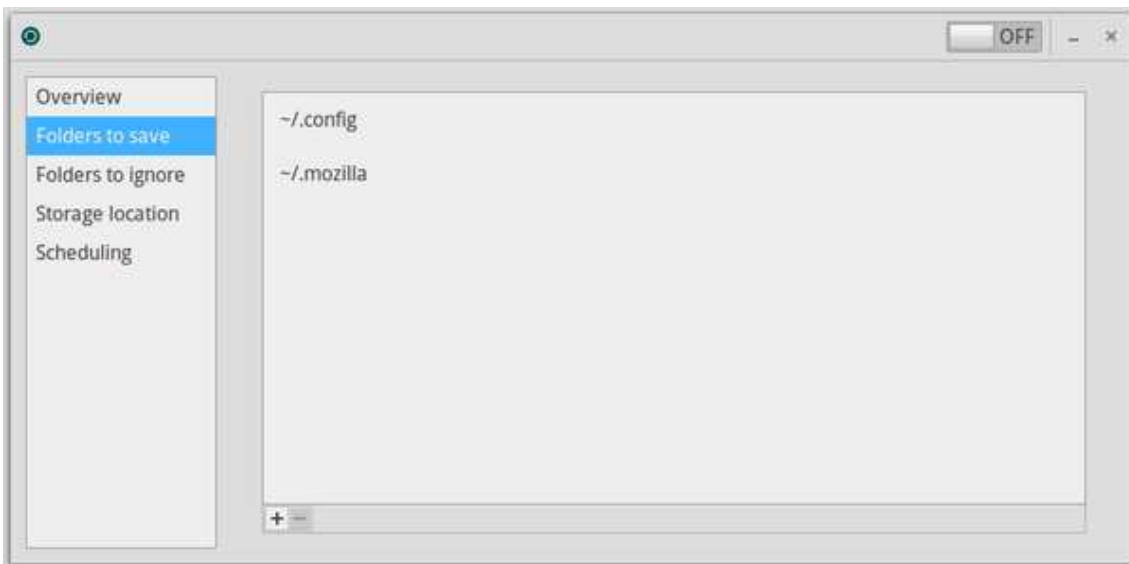 OFF
Overview
Folders to save
Folders to ignore
Storage location
Scheduling
~/.config
~/.mozilla